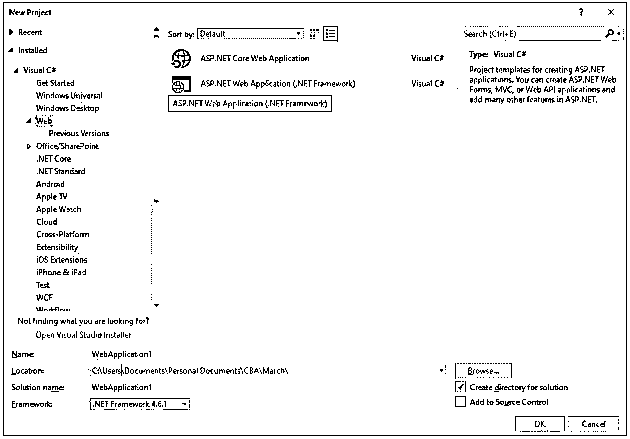 New Project
? ×
Recent
Installed
Visual C#
Get Started
Windows Universal
Windows Desktop
Web
Previous Versions
Office/SharePoint
.NET Core
.NET Standard
Android
Apple TV
Apple Watch
Cloud
Cross-Platform
Extensibility
iOS Extensions
iPhone & iPad
Test
WCF
Workflow
Not finding what you are looking for?
Open Visual Studio Installer
Sort by: Default
ASP.NET Core Web Application Visual C#
ASP.NET Web Application (.NET Framework) Visual C#
ASP.NET Web Application (.NET Framework)
Search (Ctrl+E)
Type: Visual C#
Project templates for creating ASP.NET
applications. You can create ASP.NET Web
Forms, MVC, or Web API applications and
add many other features in ASP.NET.
Name: WebApplication1
Location: C:\Users\Documents\Personal Documents\CBA\March\
Browse...
Solution name: WebApplication1
Create directory for solution
Framework: .NET Framework 4.6.1
Add to Source Control
OK Cancel